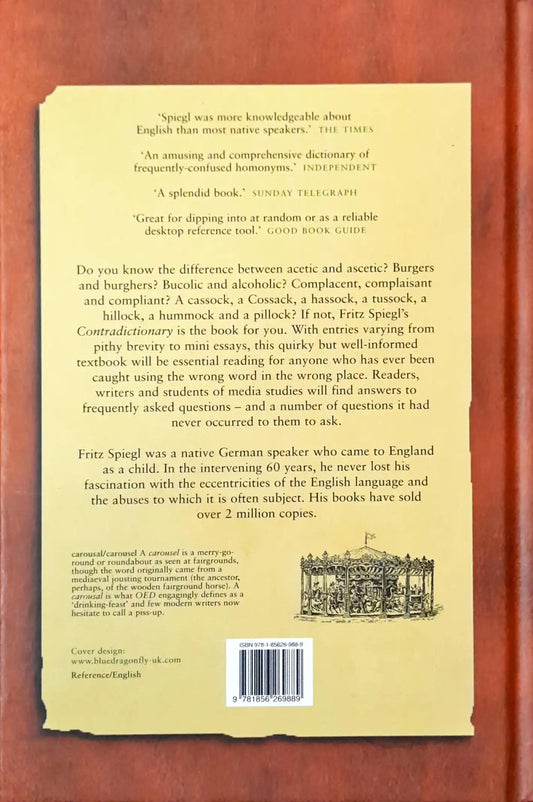 ‘Spiegl was more knowledgeable about
English than most native speakers.’ THE TIMES
‘An amusing and comprehensive dictionary of
frequently-confused homonyms.’ INDEPENDENT
‘A splendid book.’ SUNDAY TELEGRAPH
‘Great for dipping into at random or as a reliable
desktop reference tool.’ GOOD BOOK GUIDE
Do you know the difference between acetic and ascetic? Burgers
and burghers? Bucolic and alcoholic? Complacent, complaisant
and compliant? A cassock, a Cossack, a hassock, a tussock, a
hillock, a hummock and a pillock? If not, Fritz Spiegl’s
Contradictionary is the book for you. With entries varying from
pithy brevity to mini essays, this quirky but well-informed
textbook will be essential reading for anyone who has ever been
caught using the wrong word in the wrong place. Readers,
writers and students of media studies will find answers to
frequently asked questions – and a number of questions it had
never occurred to them to ask.
Fritz Spiegl was a native German speaker who came to England
as a child. In the intervening 60 years, he never lost his
fascination with the eccentricities of the English language and
the abuses to which it is often subject. His books have sold
over 2 million copies.
carousal/carousel A carousel is a merry-go-
round or roundabout as seen at fairgrounds,
though the word originally came from a
mediaeval jousting tournament (the ancestor,
perhaps, of the wooden fairground horse). A
carousal is what OED engagingly defines as a
‘drinking-feast’ and few modern writers now
hesitate to call a piss-up.
Cover design:
www.bluedragonfly-uk.com
Reference/English
ISBN 978-1-85626-988-9
9 781856 269889